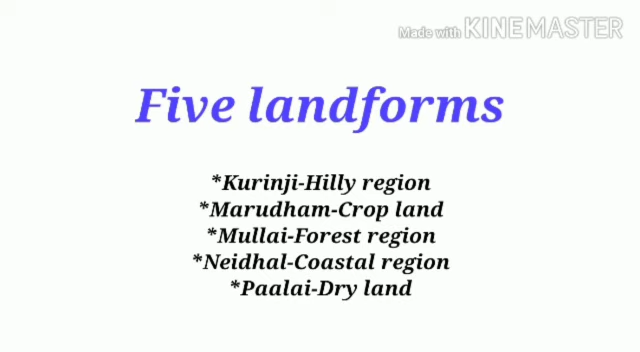 Made with KINEMASTER
Five landforms
*Kurinji-Hilly region
*Marudham-Crop land
*Mullai-Forest region
*Neidhal-Coastal region
*Paalai-Dry land